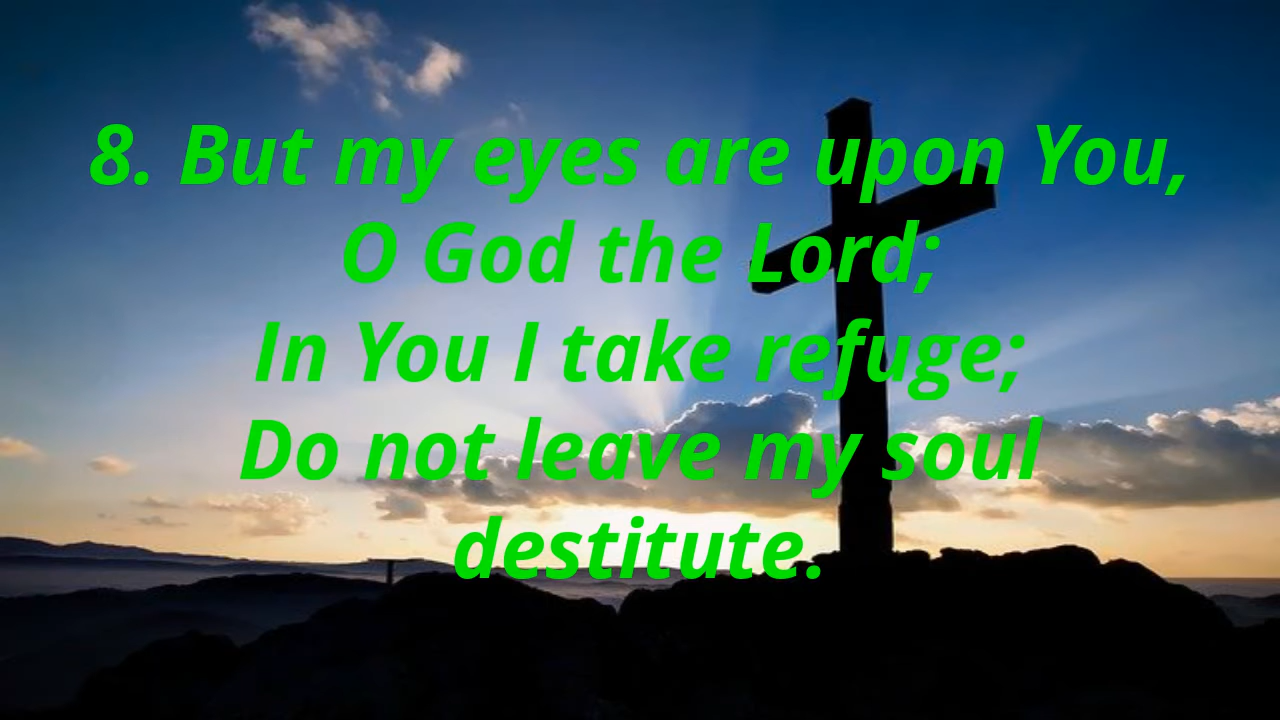 8. But my eyes are upon You,
O God the Lord;
In You I take refuge;
Do not leave my soul
destitute.